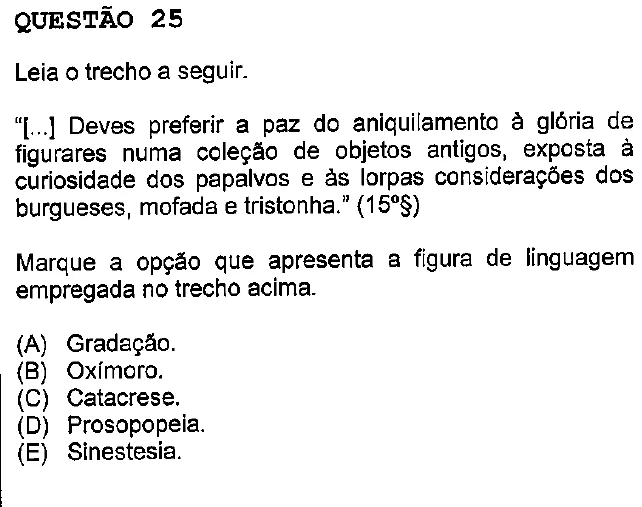 QUESTÃO 25
Leia o trecho a seguir.
"[...] Deves preferir a paz do aniquilamento à glória de
figurares numa coleção de objetos antigos, exposta à
curiosidade dos papalvos e às lorpas considerações dos
burgueses, mofada e tristonha." (15º§)
Marque a opção que apresenta a figura de linguagem
empregada no trecho acima.
(A) Gradação.
(B) Oxímoro.
(C) Catacrese.
(D) Prosopopeia.
(E) Sinestesia.